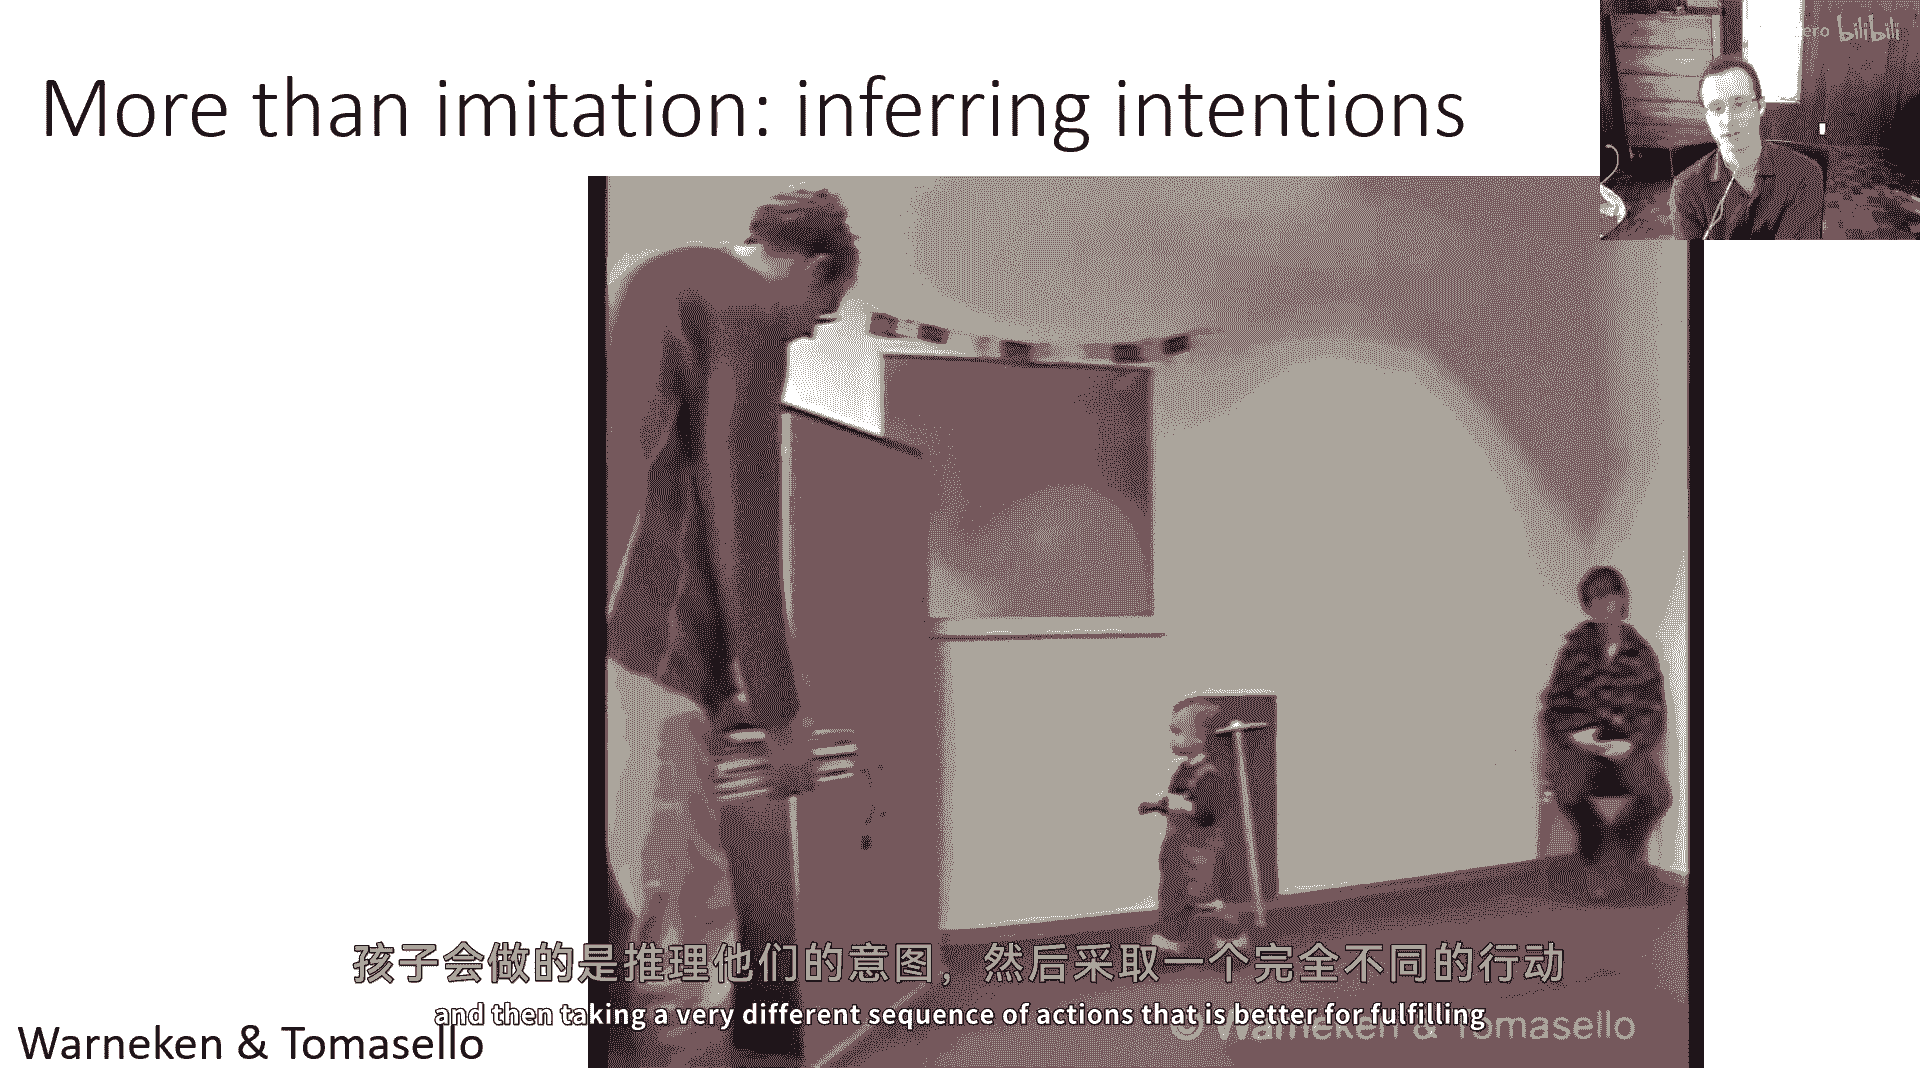 ero bilibili
More than imitation: inferring intentions
孩子会做的是推理他们的意图，然后采取一个完全不同的行动
and then taking a very different sequence of actions that is better for fulfilling
© Warneken & Tomasello
Warneken & Tomasello